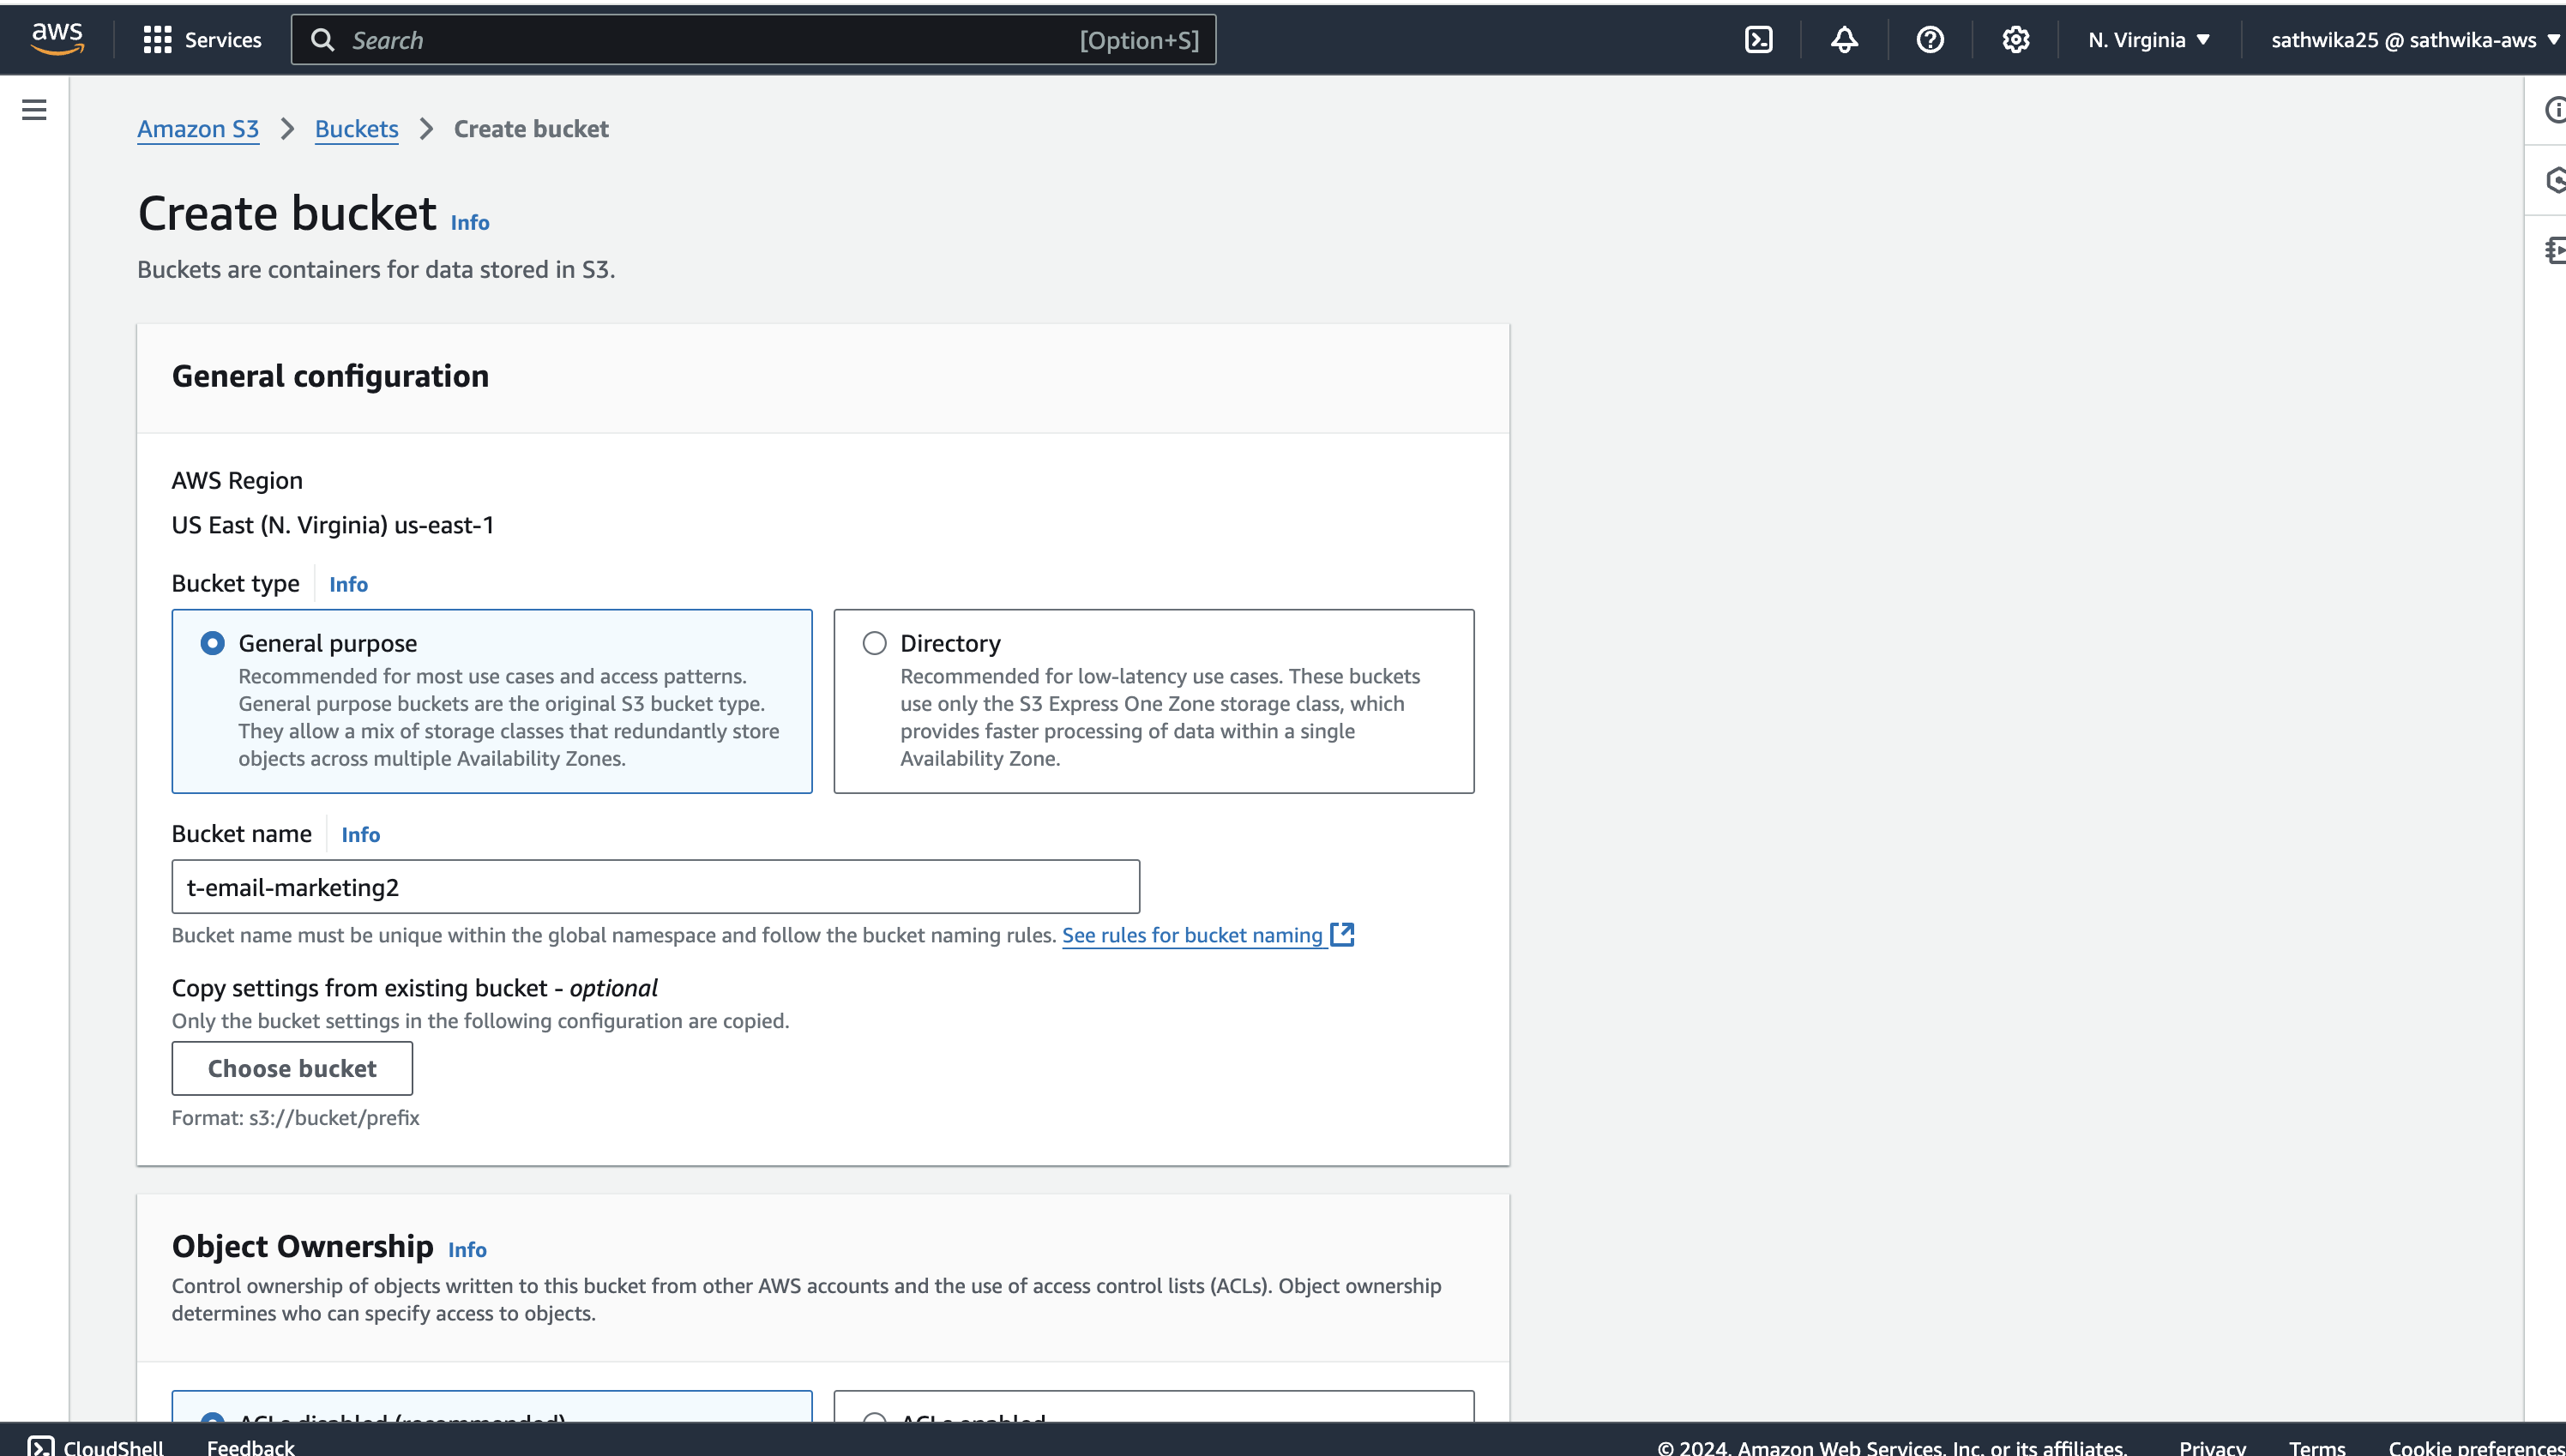 aws
Services
Search
[Option+S]
N. Virginia
sathwika25 @ sathwika-aws
Amazon S3
Buckets
Create bucket
Create bucket
Info
Buckets are containers for data stored in S3.
General configuration
AWS Region
US East (N. Virginia) us-east-1
Bucket type
Info
General purpose
Recommended for most use cases and access patterns.
General purpose buckets are the original S3 bucket type.
They allow a mix of storage classes that redundantly store
objects across multiple Availability Zones.
Directory
Recommended for low-latency use cases. These buckets
use only the S3 Express One Zone storage class, which
provides faster processing of data within a single
Availability Zone.
Bucket name
Info
t-email-marketing2
Bucket name must be unique within the global namespace and follow the bucket naming rules. See rules for bucket naming
Copy settings from existing bucket - optional
Only the bucket settings in the following configuration are copied.
Choose bucket
Format: s3://bucket/prefix
Object Ownership
Info
Control ownership of objects written to this bucket from other AWS accounts and the use of access control lists (ACLs). Object ownership
determines who can specify access to objects.
ACLs disabled (recommended)
ACLs enabled
CloudShell
Feedback
© 2024, Amazon Web Services, Inc. or its affiliates.
Privacy
Terms
Cookie preferences